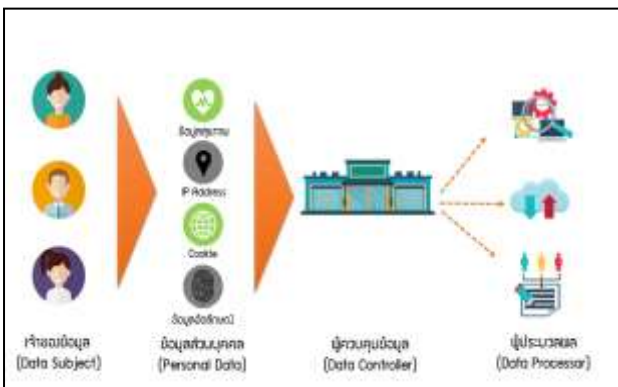 ข้อมูลสุขภาพ
IP Address
Cookie
เจ้าของข้อมูล
(Data Subject)
ข้อมูลส่วนบุคคล
(Personal Data)
ผู้ควบคุมข้อมูล
(Data Controller)
ผู้ประมวลผล
(Data Processor)